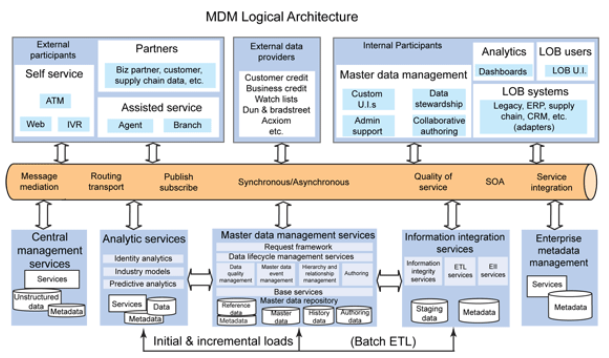 MDM Logical Architecture
External
participants
Self service
ATM
Web
IVR
Partners
Biz partner, customer,
supply chain data, etc.
Assisted service
Agent
Branch
External data
providers
Customer credit
Business credit
Watch lists
Dun & bradstreet
Acxiom
etc.
Internal Participants
Master data management
Custom
U.I.s
Data
stewardship
Admin
support
Collaborative
authoring
Analytics
Dashboards
LOB users
LOB U.I.
LOB systems
Legacy, ERP, supply
chain, CRM, etc.
(adapters)
Message
mediation
Routing
transport
Publish
subscribe
Synchronous/Asynchronous
Quality of
service
SOA
Service
integration
Central
management
services
Services
Unstructured
data
Metadata
Analytic services
Identity analytics
Industry models
Predictive analytics
Services
Data
Metadata
Master data management services
Request framework
Data lifecycle management services
Data
quality
management
Master data
event
management
Hierarchy and
relationship
management
Authoring
Base services
Master data repository
Reference
data
Metadata
Master
data
History
data
Authoring
data
Information integration
services
Information
integrity
services
ETL
services
EII
services
Staging
data
Metadata
Enterprise
metadata
management
Services
Metadata
Initial & incremental loads
(Batch ETL)